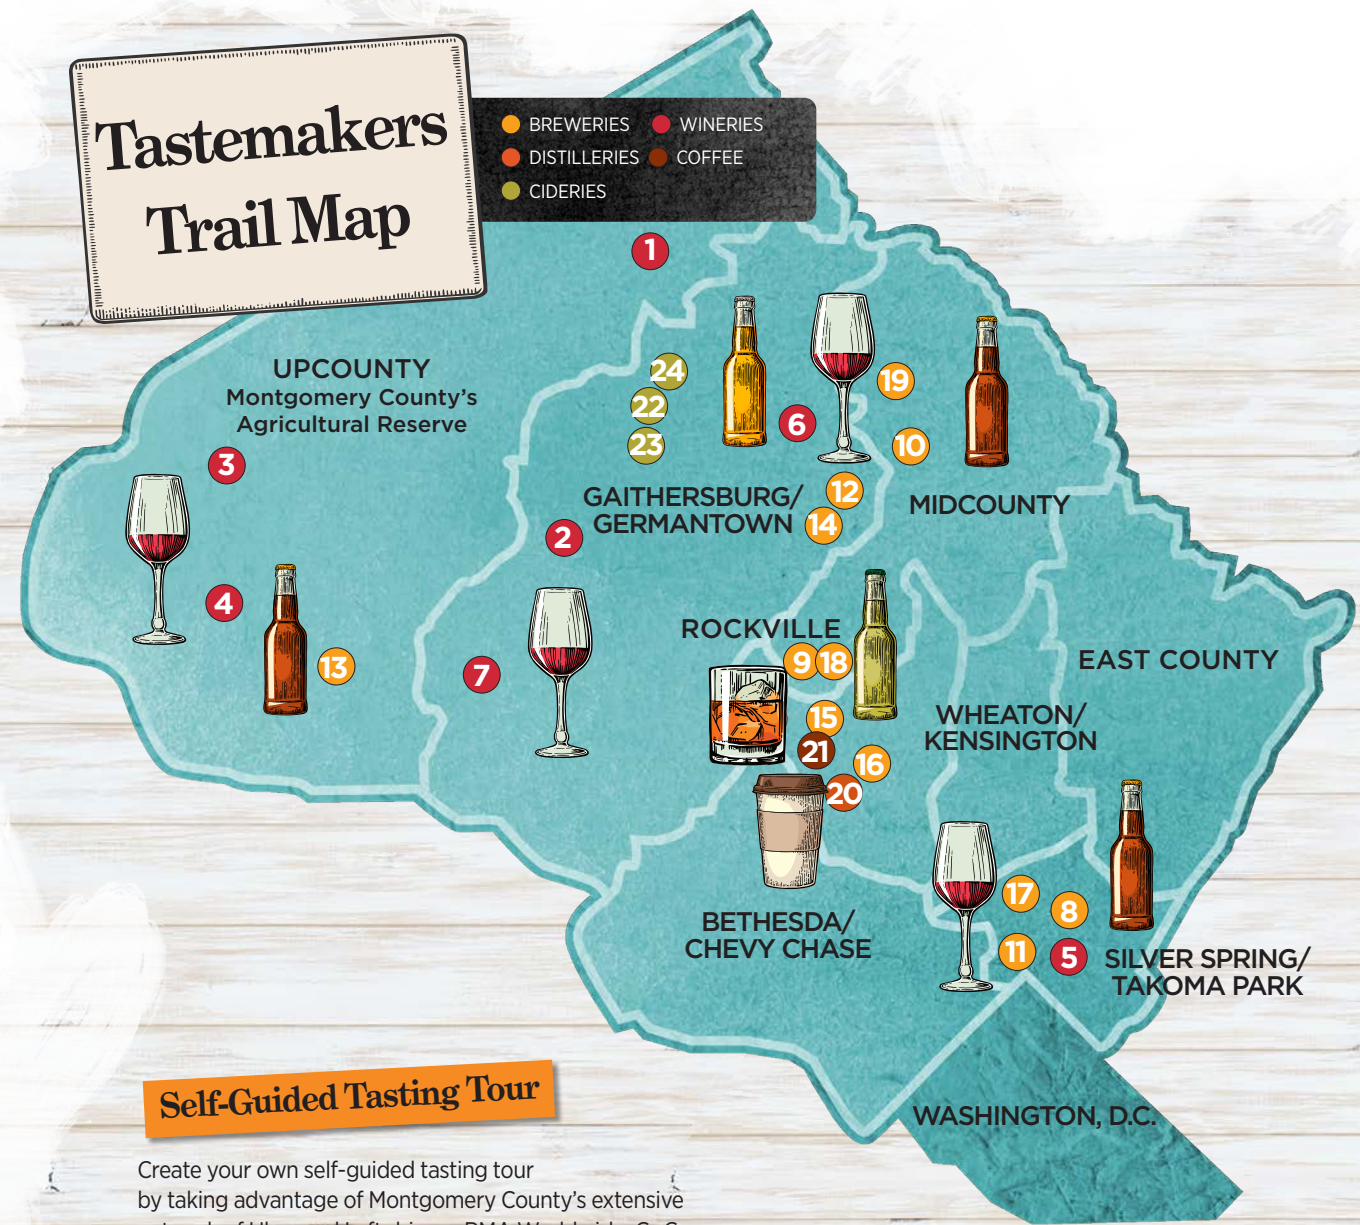 Tastemakers
Trail Map
BREWERIES WINERIES
DISTILLERIES COFFEE
CIDERIES
1
UPCOUNTY
Montgomery County's
Agricultural Reserve
24
22
23
19
6
10
3
GAITHERSBURG/
GERMANTOWN
12
14
MIDCOUNTY
2
4
13
7
ROCKVILLE
9 18
EAST COUNTY
15
21
16
20
WHEATON/
KENSINGTON
17
8
11
5
BETHESDA/
CHEVY CHASE
SILVER SPRING/
TAKOMA PARK
WASHINGTON, D.C.
Self-Guided Tasting Tour
Create your own self-guided tasting tour
by taking advantage of Montgomery County's extensive